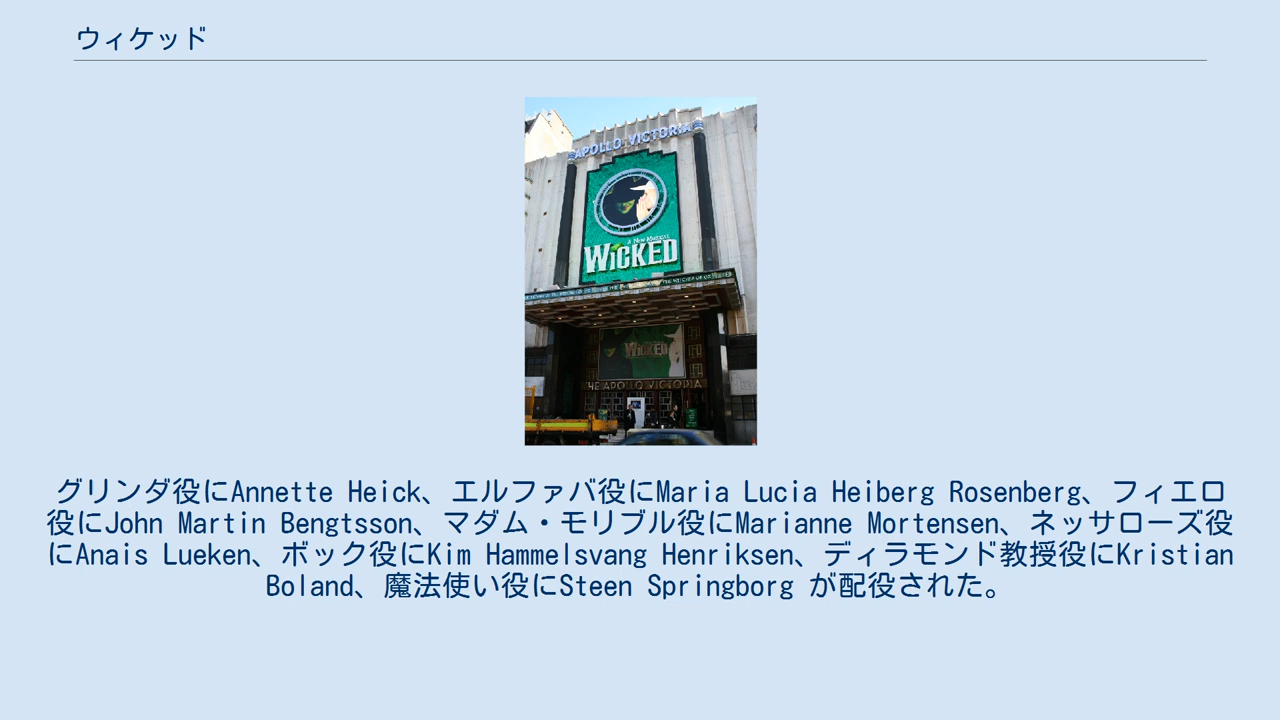 ウィケッド
APOLLO VICTORIA
A NEW MUSICAL
WICKED
WICKED
THE APOLLO VICTORIA
グリンダ役にAnnette Heick、エルファバ役にMaria Lucia Heiberg Rosenberg、フィエロ
役にJohn Martin Bengtsson、マダム・モリブル役にMarianne Mortensen、ネッサローズ役
にAnais Lueken、ボック役にKim Hammelsvang Henriksen、ディラモンド教授役にKristian
Boland、魔法使い役にSteen Springborg が配役された。